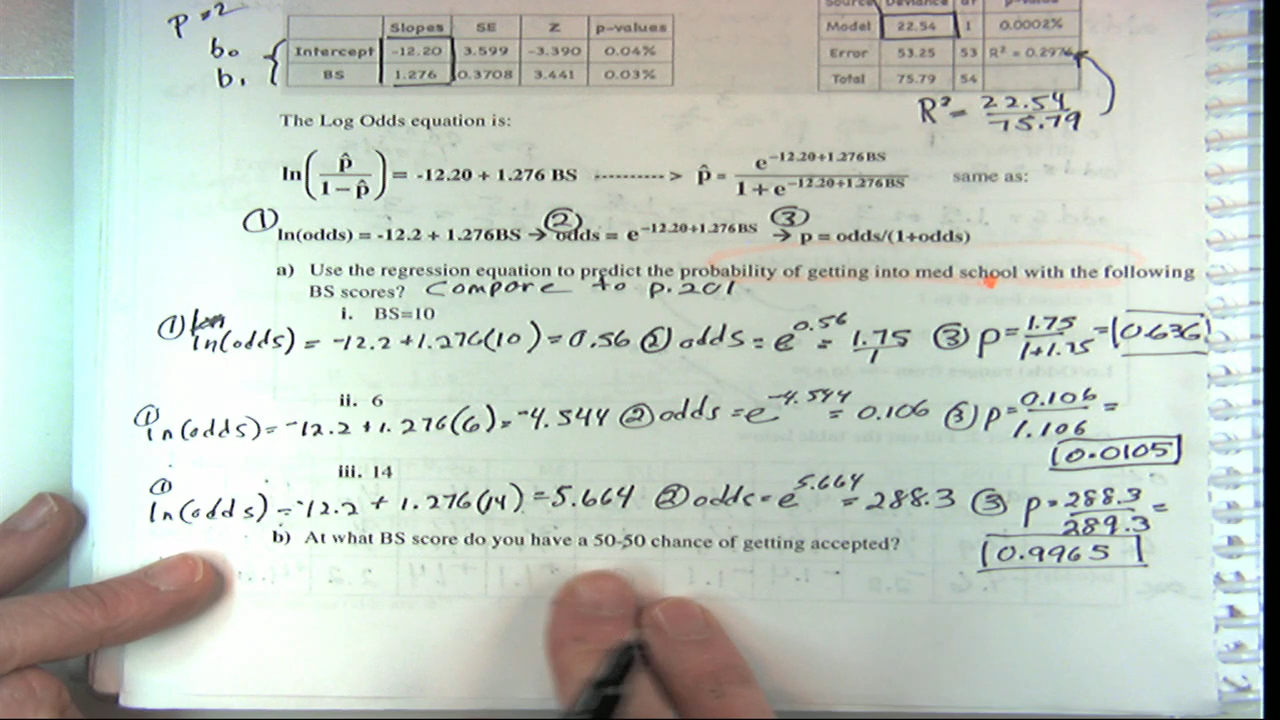 p = 2
Slopes SE Z p-values
b₀ Intercept -12.20 3.599 -3.390 0.04%
b₁ BS 1.276 0.3708 3.441 0.03%
Source Deviance df p-value
Model 22.54 1 0.0002%
Error 53.25 53 R² = 0.2974
Total 75.79 54
R² = 22.54/75.79
The Log Odds equation is:
ln(p̂/(1-p̂)) = -12.20 + 1.276 BS ----------> p̂ = e^(-12.20+1.276BS)/(1+e^(-12.20+1.276BS)) same as:
① ln(odds) = -12.2 + 1.276BS → ② odds = e^(-12.20+1.276BS) ③ → p = odds/(1+odds)
a) Use the regression equation to predict the probability of getting into med school with the following
BS scores? Compare to p.201
i. BS=10
① ln(odds) = -12.2 + 1.276(10) = 0.56 ② odds = e^0.56 = 1.75/1 ③ p = 1.75/(1+1.75) = 0.636
ii. 6
① ln(odds) = -12.2 + 1.276(6) = -4.544 ② odds = e^-4.544 = 0.106 ③ p = 0.106/1.106 =
0.0105
iii. 14
① ln(odds) = -12.2 + 1.276(14) = 5.664 ② odds = e^5.664 = 288.3 ③ p = 288.3/289.3 =
b) At what BS score do you have a 50-50 chance of getting accepted? 0.9965